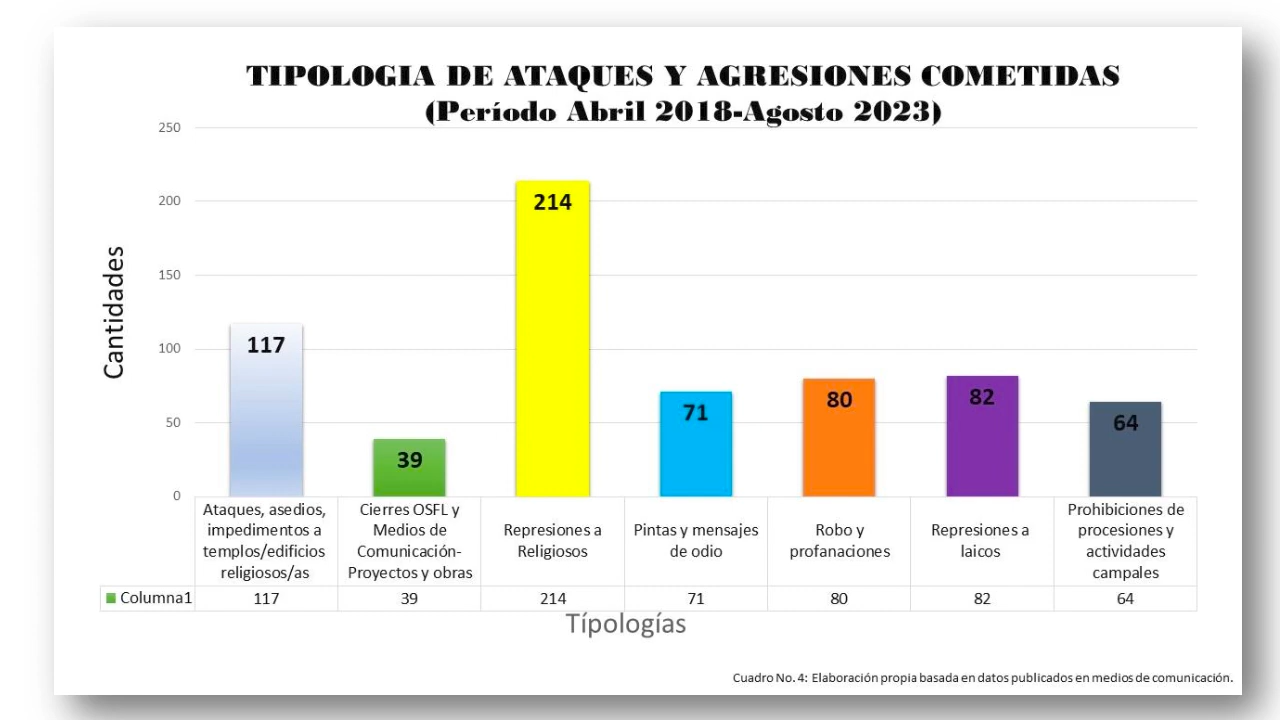 TIPOLOGIA DE ATAQUES Y AGRESIONES COMETIDAS
(Período Abril 2018-Agosto 2023)
250
200
150
100
50
0
Cantidades
117
39
214
71
80
82
64
Ataques, asedios,
impedimentos a
templos/edificios
religiosos/as
Cierres OSFL y
Medios de
Comunicación-
Proyectos y obras
Represiones a
Religiosos
Pintas y mensajes
de odio
Robo y
profanaciones
Represiones a
laicos
Prohibiciones de
procesiones y
actividades
campales
Columna1 117 39 214 71 80 82 64
Típologías
Cuadro No. 4: Elaboración propia basada en datos publicados en medios de comunicación.